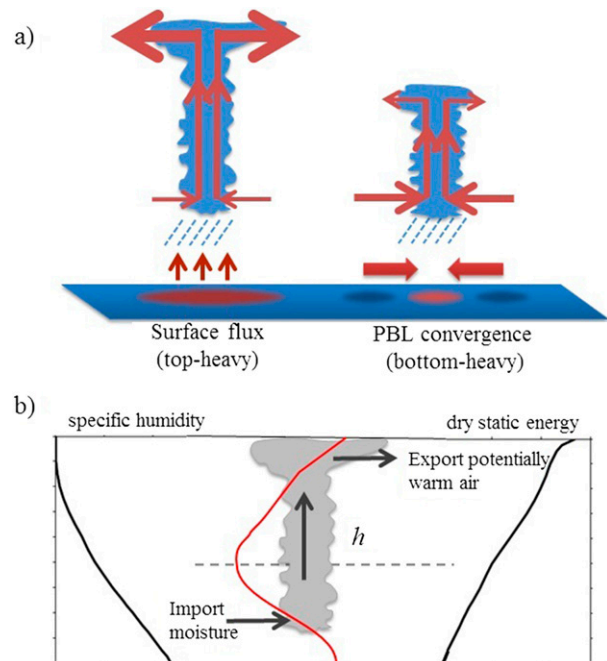 a)
Surface flux
(top-heavy)
PBL convergence
(bottom-heavy)
b)
specific humidity
dry static energy
Export potentially
warm air
h
Import
moisture